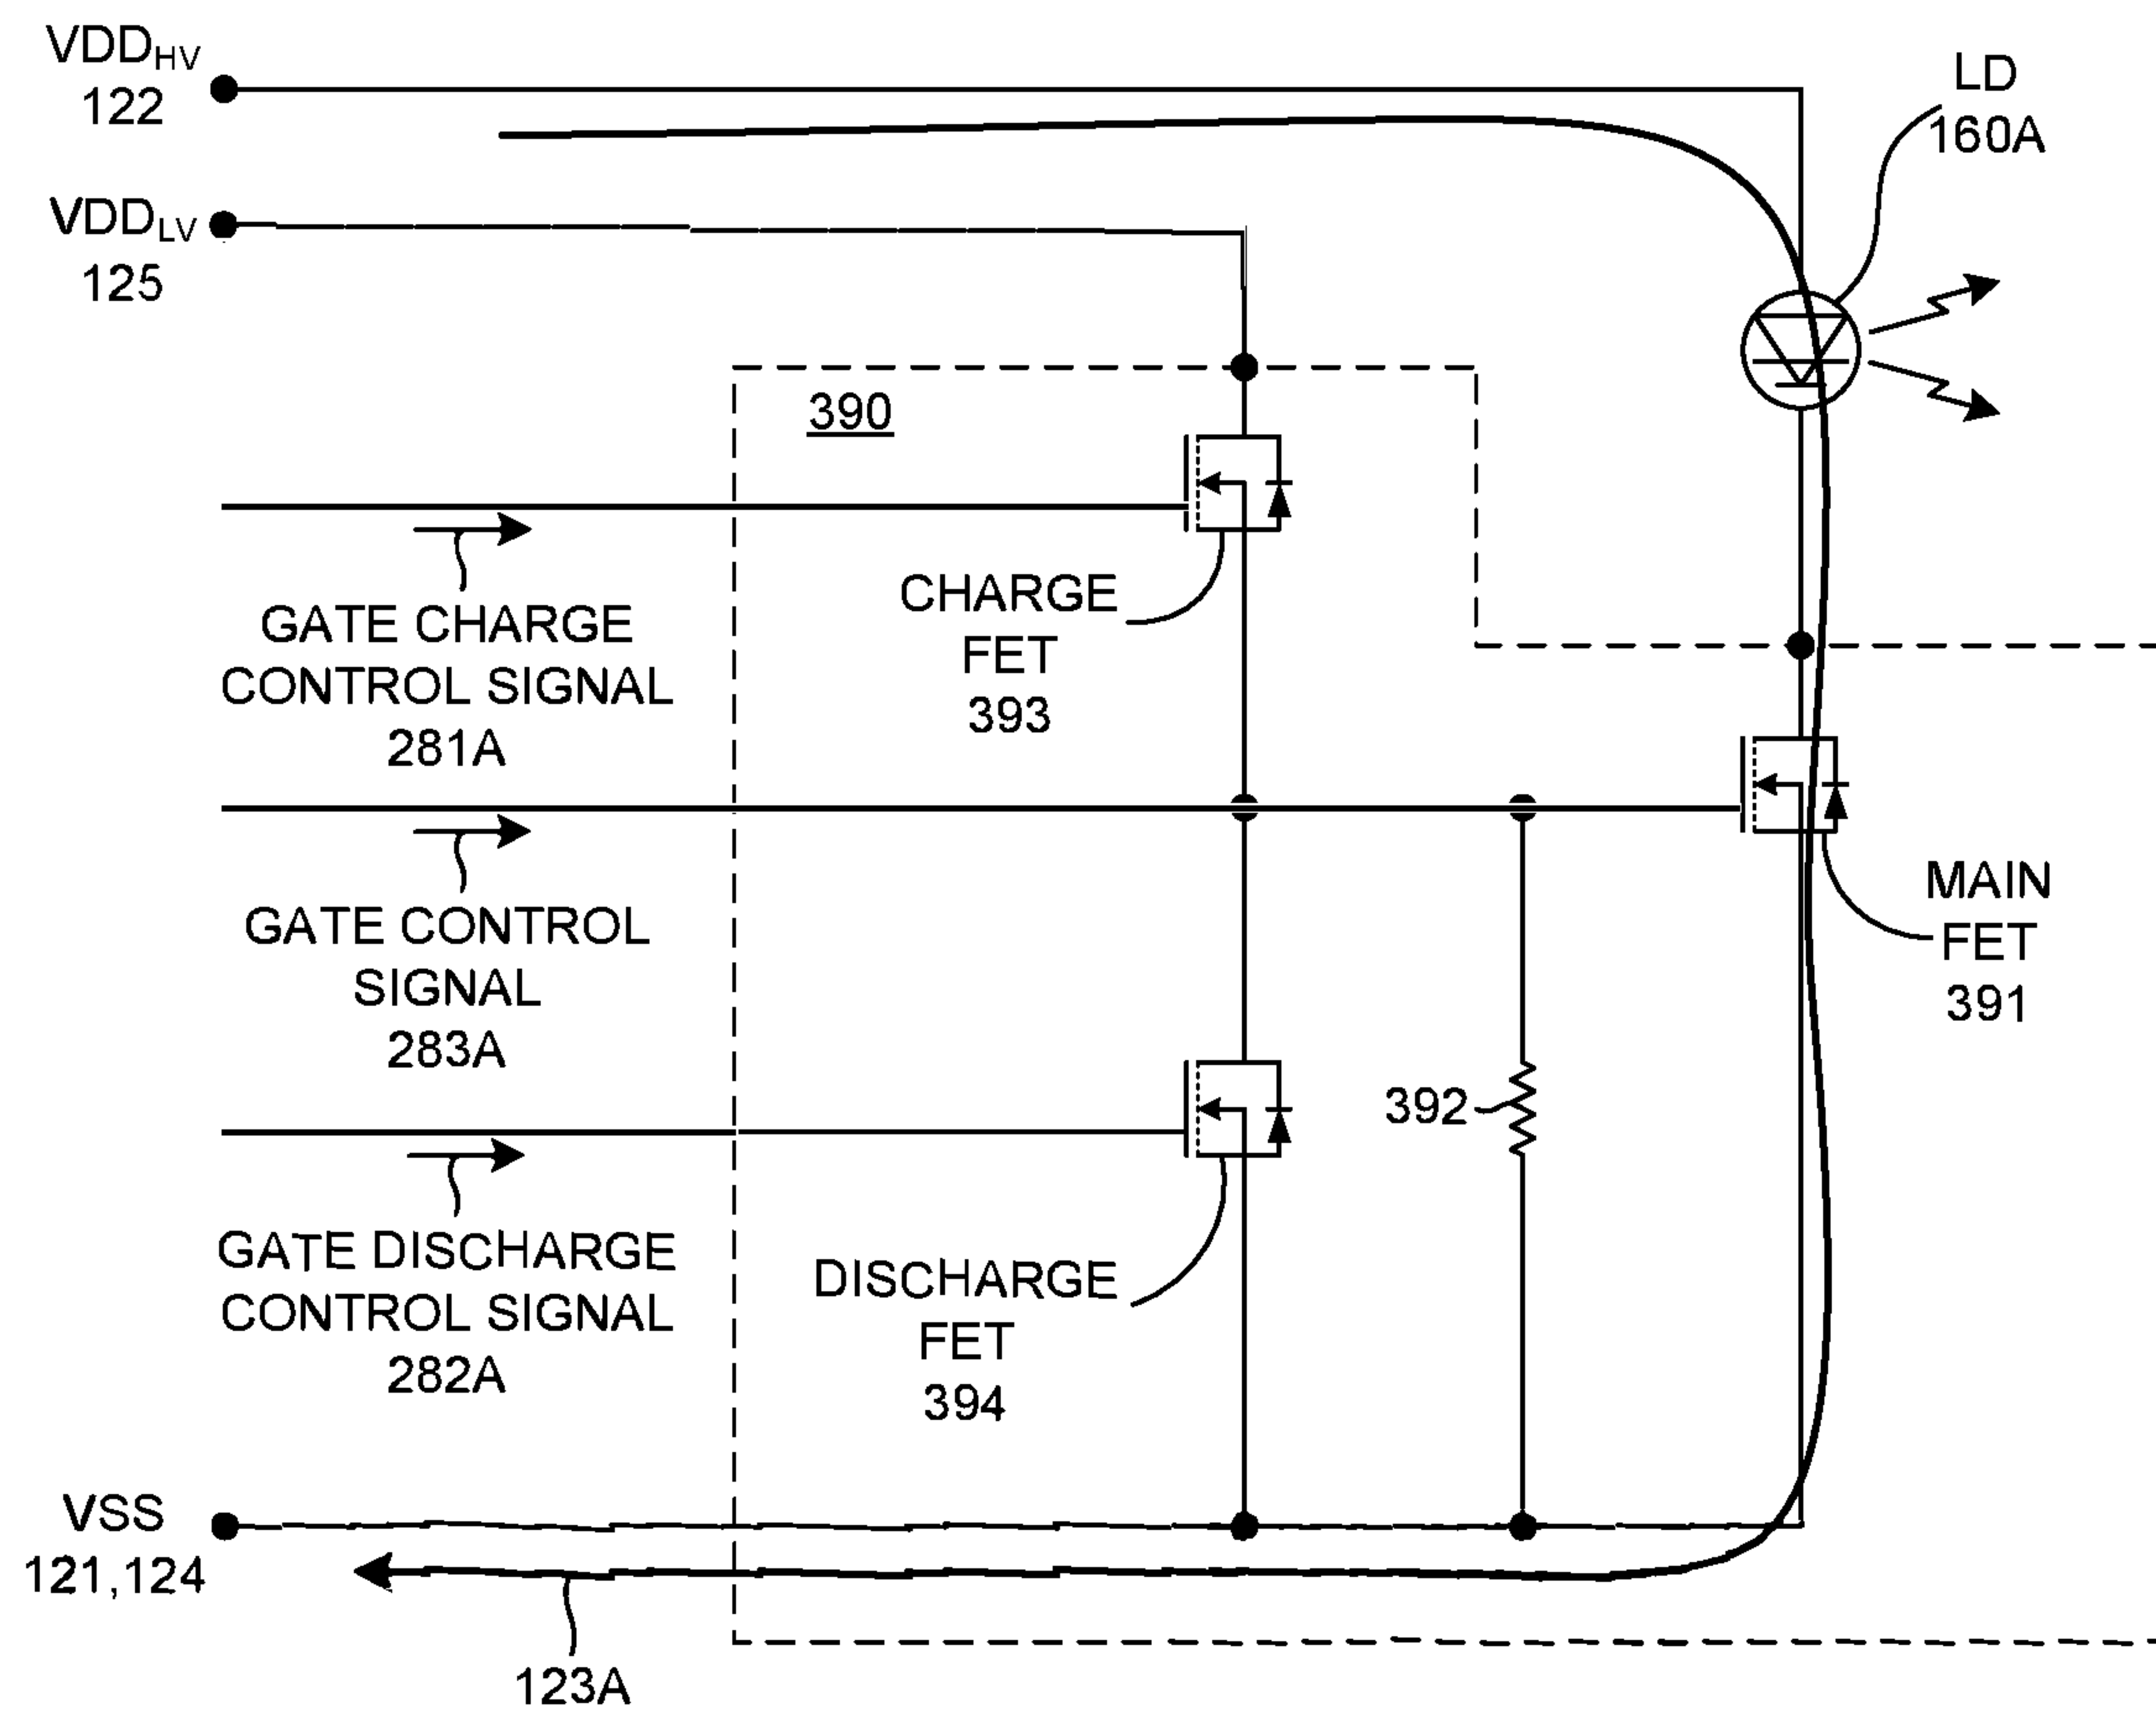 VDDHV
122
LD
160A
VDDLV
125
390
GATE CHARGE
CONTROL SIGNAL
281A
CHARGE
FET
393
GATE CONTROL
SIGNAL
283A
MAIN
FET
391
392
GATE DISCHARGE
CONTROL SIGNAL
282A
DISCHARGE
FET
394
VSS
121,124
123A